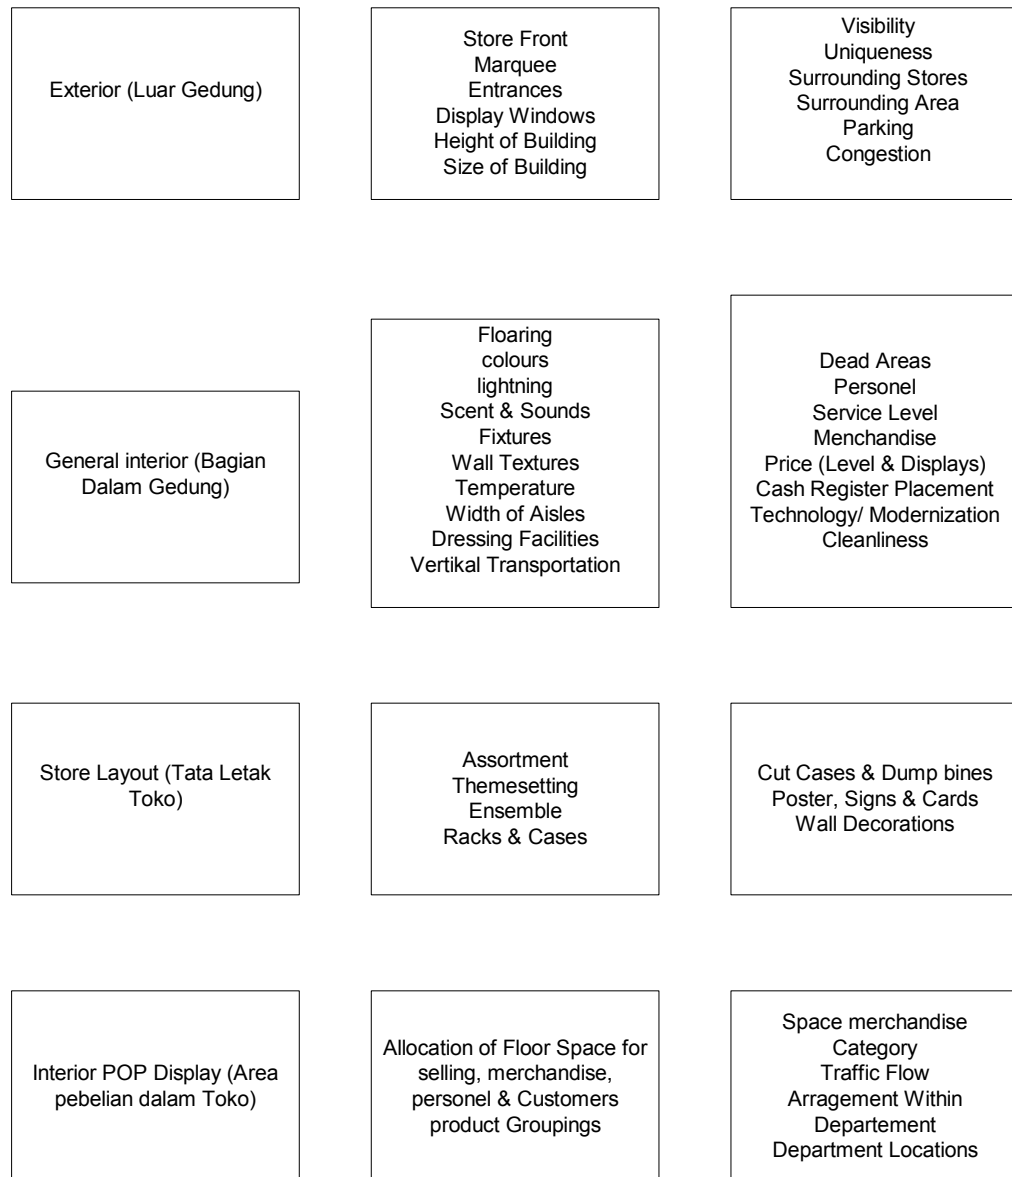 Exterior (Luar Gedung)
Store Front
Marquee
Entrances
Display Windows
Height of Building
Size of Building
Visibility
Uniqueness
Surrounding Stores
Surrounding Area
Parking
Congestion
General interior (Bagian
Dalam Gedung)
Floaring
colours
lightning
Scent & Sounds
Fixtures
Wall Textures
Temperature
Width of Aisles
Dressing Facilities
Vertikal Transportation
Dead Areas
Personel
Service Level
Menchandise
Price (Level & Displays)
Cash Register Placement
Technology/ Modernization
Cleanliness
Store Layout (Tata Letak
Toko)
Assortment
Themesetting
Ensemble
Racks & Cases
Cut Cases & Dump bines
Poster, Signs & Cards
Wall Decorations
Interior POP Display (Area
pebelian dalam Toko)
Allocation of Floor Space for
selling, merchandise,
personel & Customers
product Groupings
Space merchandise
Category
Traffic Flow
Arragement Within
Departement
Department Locations